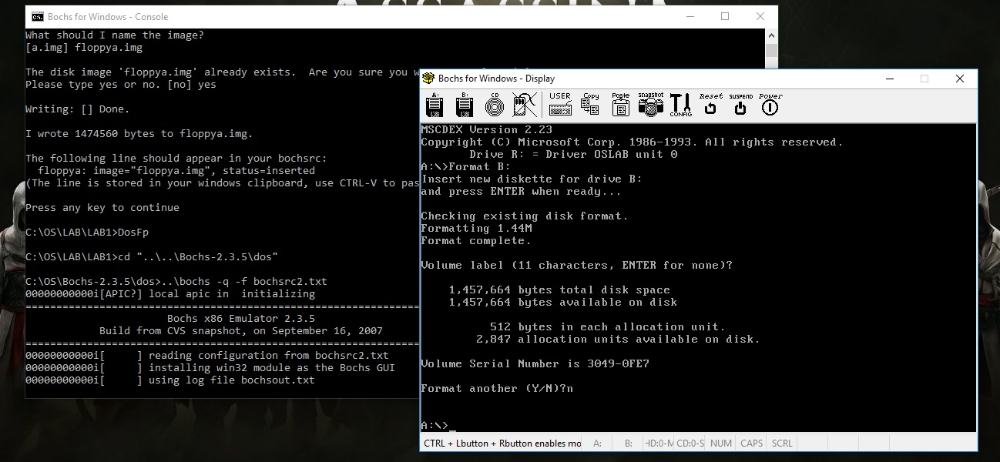 Bochs for Windows - Console
What should I name the image?
[a.img] floppya.img
The disk image 'floppya.img' already exists.  Are you sure you w
Please type yes or no. [no] yes
Writing: [] Done.
I wrote 1474560 bytes to floppya.img.
The following line should appear in your bochsrc:
  floppya: image="floppya.img", status=inserted
(The line is stored in your windows clipboard, use CTRL-V to pas
Press any key to continue
C:\OS\LAB\LAB1>DosFp
C:\OS\LAB\LAB1>cd "..\..\Bochs-2.3.5\dos"
C:\OS\Bochs-2.3.5\dos>..\bochs -q -f bochsrc2.txt
00000000000i[APIC?] local apic in  initializing
================================================================
Bochs x86 Emulator 2.3.5
Build from CVS snapshot, on September 16, 2007
================================================================
00000000000i[     ] reading configuration from bochsrc2.txt
00000000000i[     ] installing win32 module as the Bochs GUI
00000000000i[     ] using log file bochsout.txt
Bochs for Windows - Display
A: B: CD USER Copy Paste snapshot CONFIG Reset SUSPEND Power
MSCDEX Version 2.23
Copyright (C) Microsoft Corp. 1986-1993. All rights reserved.
       Drive R: = Driver OSLAB unit 0
A:\>Format B:
Insert new diskette for drive B:
and press ENTER when ready...
Checking existing disk format.
Formatting 1.44M
Format complete.
Volume label (11 characters, ENTER for none)?
    1,457,664 bytes total disk space
    1,457,664 bytes available on disk
          512 bytes in each allocation unit.
        2,847 allocation units available on disk.
Volume Serial Number is 3049-0FE7
Format another (Y/N)?n
A:\>_
CTRL + Lbutton + Rbutton enables mo A: B: HD:0-M CD:0-S NUM CAPS SCRL